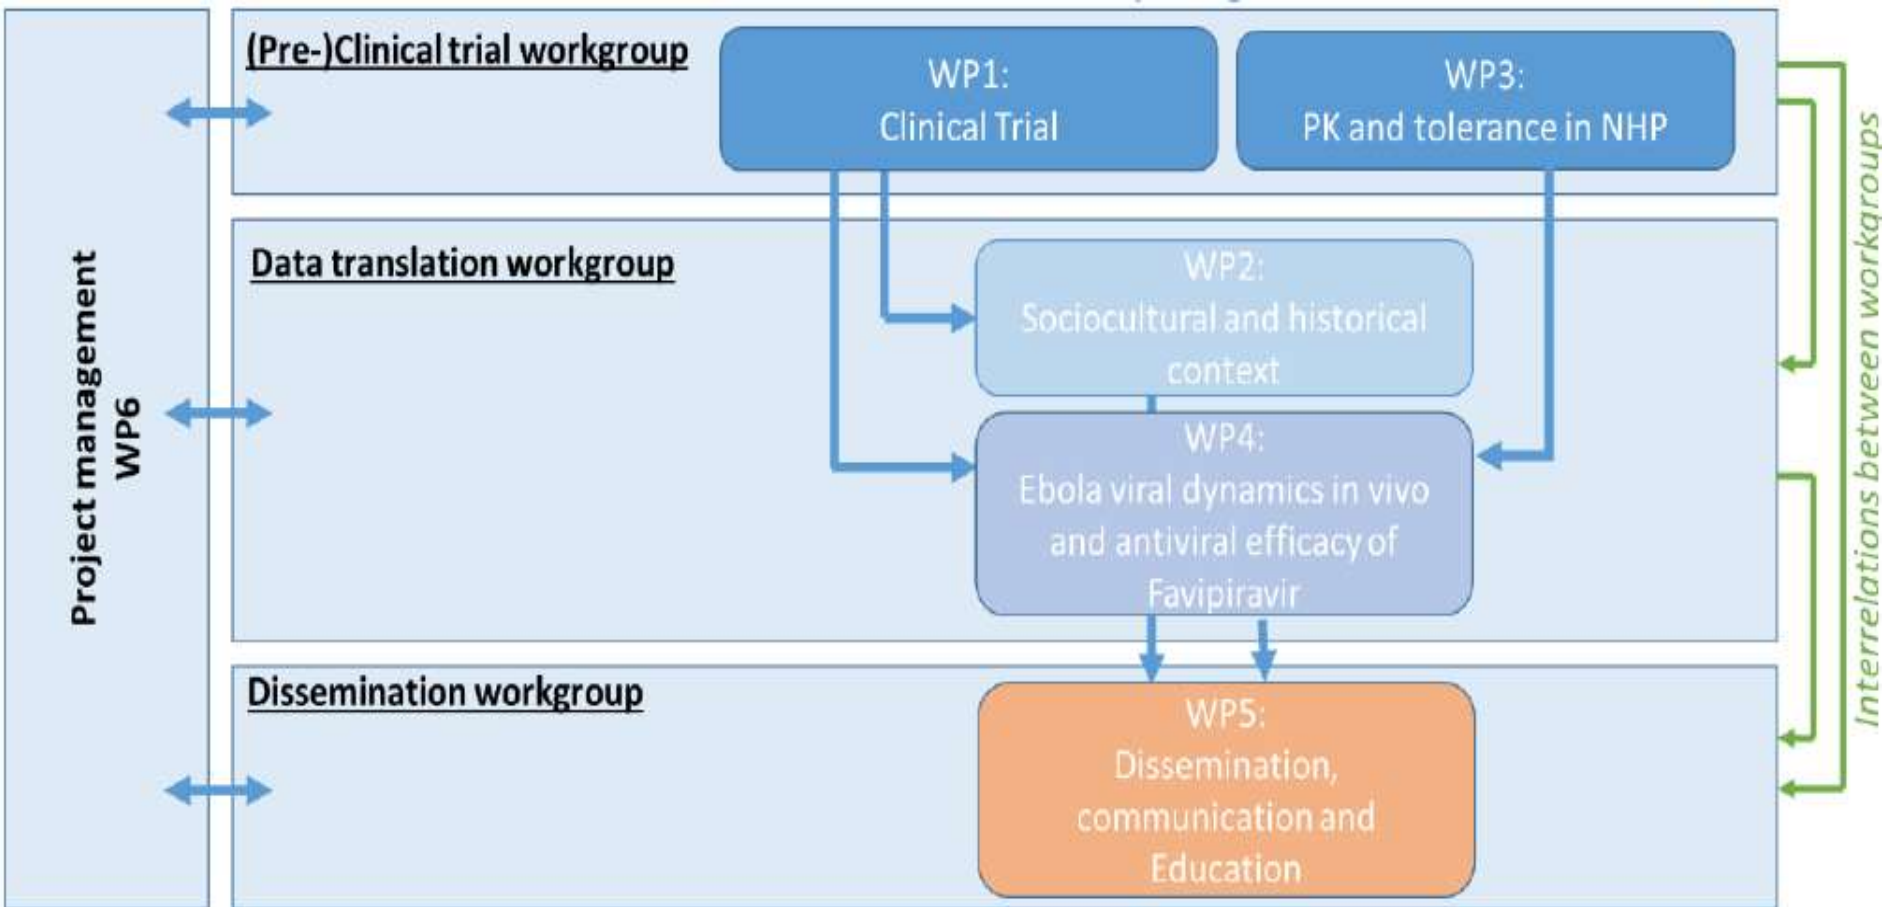 (Pre-)Clinical trial workgroup
WP1:
Clinical Trial
WP3:
PK and tolerance in NHP
Data translation workgroup
WP2:
Sociocultural and historical
context
WP4:
Ebola viral dynamics in vivo
and antiviral efficacy of
Favipiravir
Dissemination workgroup
WP5:
Dissemination,
communication and
Education
Project management
WP6
Interrelations between workgroups